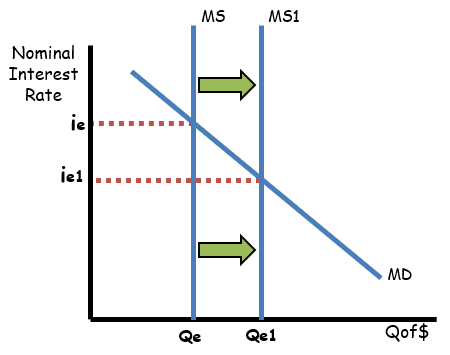 MS
MS1
Nominal
Interest
Rate
ie
ie1
MD
Qe
Qe1
Qof$